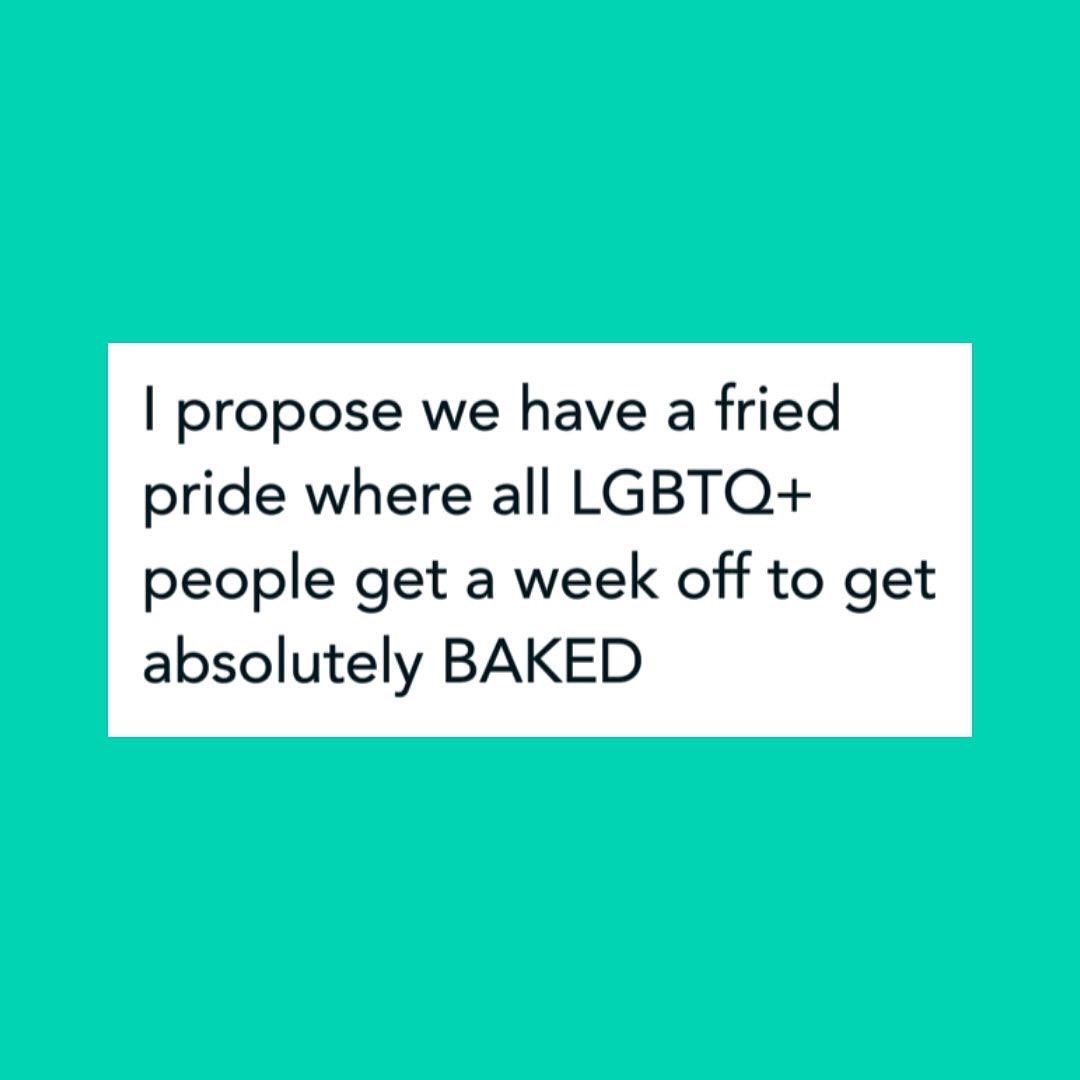 I propose we have a fried
pride where all LGBTQ+
people get a week off to get
absolutely BAKED